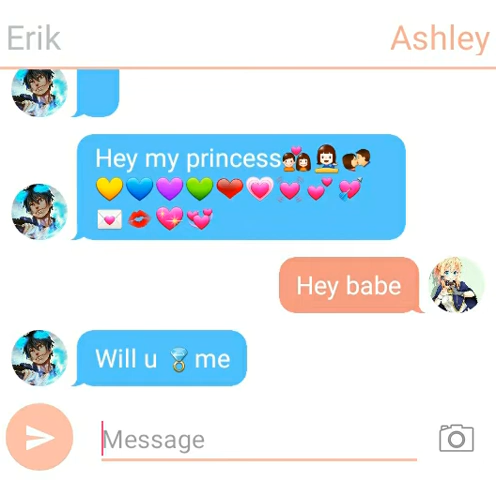 Erik
Ashley
Hey my princess💑💁💏
💛💙💜💚❤💗💓💕💘
💌💋💖💞
Hey babe
Will u 💍 me
Message